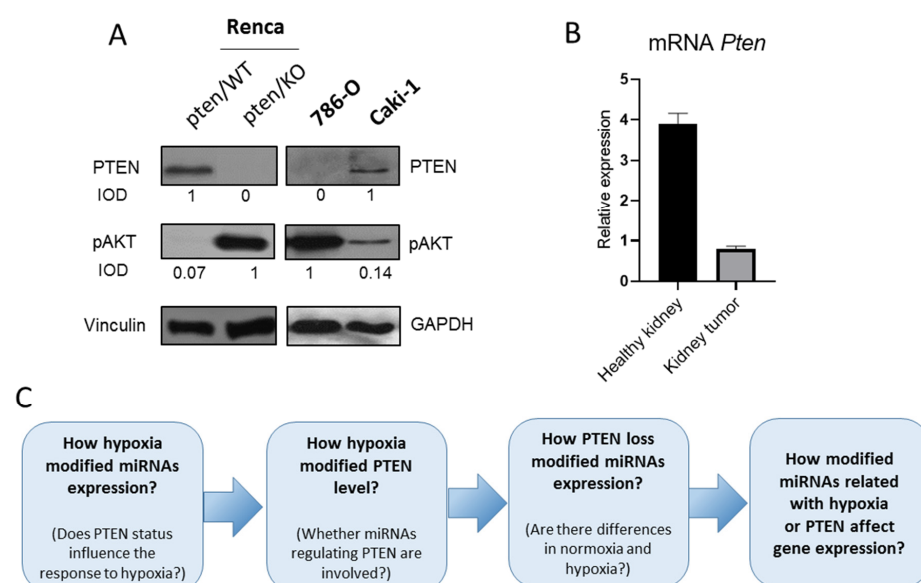 A
Renca
pten/WT
pten/KO
786-O
Caki-1
PTEN
PTEN
IOD
1
0
0
1
pAKT
pAKT
IOD
0.07
1
1
0.14
Vinculin
GAPDH
B
mRNA Pten
Relative expression
5
4
3
2
1
0
Healthy kidney
Kidney tumor
C
How hypoxia
modified miRNAs
expression?
(Does PTEN status
influence the
response to hypoxia?)
How hypoxia
modified PTEN
level?
(Whether miRNAs
regulating PTEN are
involved?)
How PTEN loss
modified miRNAs
expression?
(Are there differences
in normoxia and
hypoxia?)
How modified
miRNAs related
with hypoxia
or PTEN affect
gene expression?